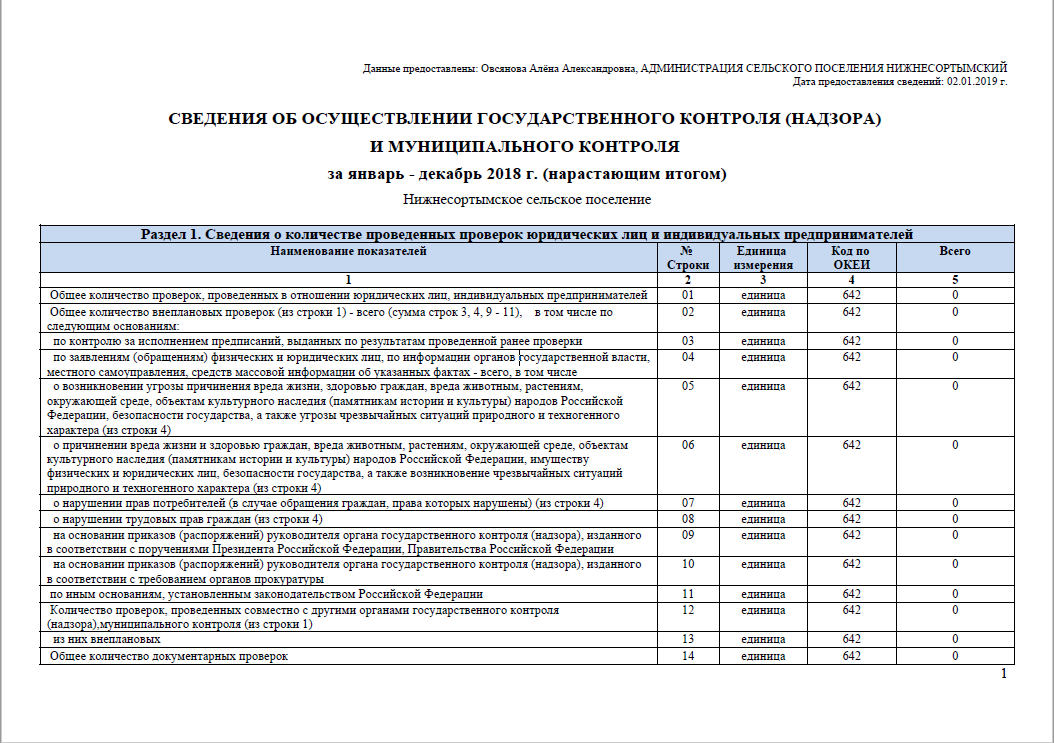 Данные предоставлены: Овсянова Алёна Александровна, АДМИНИСТРАЦИЯ СЕЛЬСКОГО ПОСЕЛЕНИЯ НИЖНЕСОРТЫМСКИЙ
Дата предоставления сведений: 02.01.2019 г.
СВЕДЕНИЯ ОБ ОСУЩЕСТВЛЕНИИ ГОСУДАРСТВЕННОГО КОНТРОЛЯ (НАДЗОРА)
И МУНИЦИПАЛЬНОГО КОНТРОЛЯ
за январь - декабрь 2018 г. (нарастающим итогом)
Нижнесортымское сельское поселение
Раздел 1. Сведения о количестве проведенных проверок юридических лиц и индивидуальных предпринимателей
Наименование показателей № Единица Код по Всего
Строки измерения ОКЕИ
1 2 3 4 5
Общее количество проверок, проведенных в отношении юридических лиц, индивидуальных предпринимателей 01 единица 642 0
Общее количество внеплановых проверок (из строки 1) - всего (сумма строк 3, 4, 9 - 11), в том числе по 02 единица 642 0
следующим основаниям:
по контролю за исполнением предписаний, выданных по результатам проведенной ранее проверки 03 единица 642 0
по заявлениям (обращениям) физических и юридических лиц, по информации органов государственной власти, 04 единица 642 0
местного самоуправления, средств массовой информации об указанных фактах - всего, в том числе
о возникновении угрозы причинения вреда жизни, здоровью граждан, вреда животным, растениям, 05 единица 642 0
окружающей среде, объектам культурного наследия (памятникам истории и культуры) народов Российской
Федерации, безопасности государства, а также угрозы чрезвычайных ситуаций природного и техногенного
характера (из строки 4)
о причинении вреда жизни и здоровью граждан, вреда животным, растениям, окружающей среде, объектам 06 единица 642 0
культурного наследия (памятникам истории и культуры) народов Российской Федерации, имуществу
физических и юридических лиц, безопасности государства, а также возникновение чрезвычайных ситуаций
природного и техногенного характера (из строки 4)
о нарушении прав потребителей (в случае обращения граждан, права которых нарушены) (из строки 4) 07 единица 642 0
о нарушении трудовых прав граждан (из строки 4) 08 единица 642 0
на основании приказов (распоряжений) руководителя органа государственного контроля (надзора), изданного 09 единица 642 0
в соответствии с поручениями Президента Российской Федерации, Правительства Российской Федерации
на основании приказов (распоряжений) руководителя органа государственного контроля (надзора), изданного 10 единица 642 0
в соответствии с требованием органов прокуратуры
по иным основаниям, установленным законодательством Российской Федерации 11 единица 642 0
Количество проверок, проведенных совместно с другими органами государственного контроля 12 единица 642 0
(надзора),муниципального контроля (из строки 1)
из них внеплановых 13 единица 642 0
Общее количество документарных проверок 14 единица 642 0
1